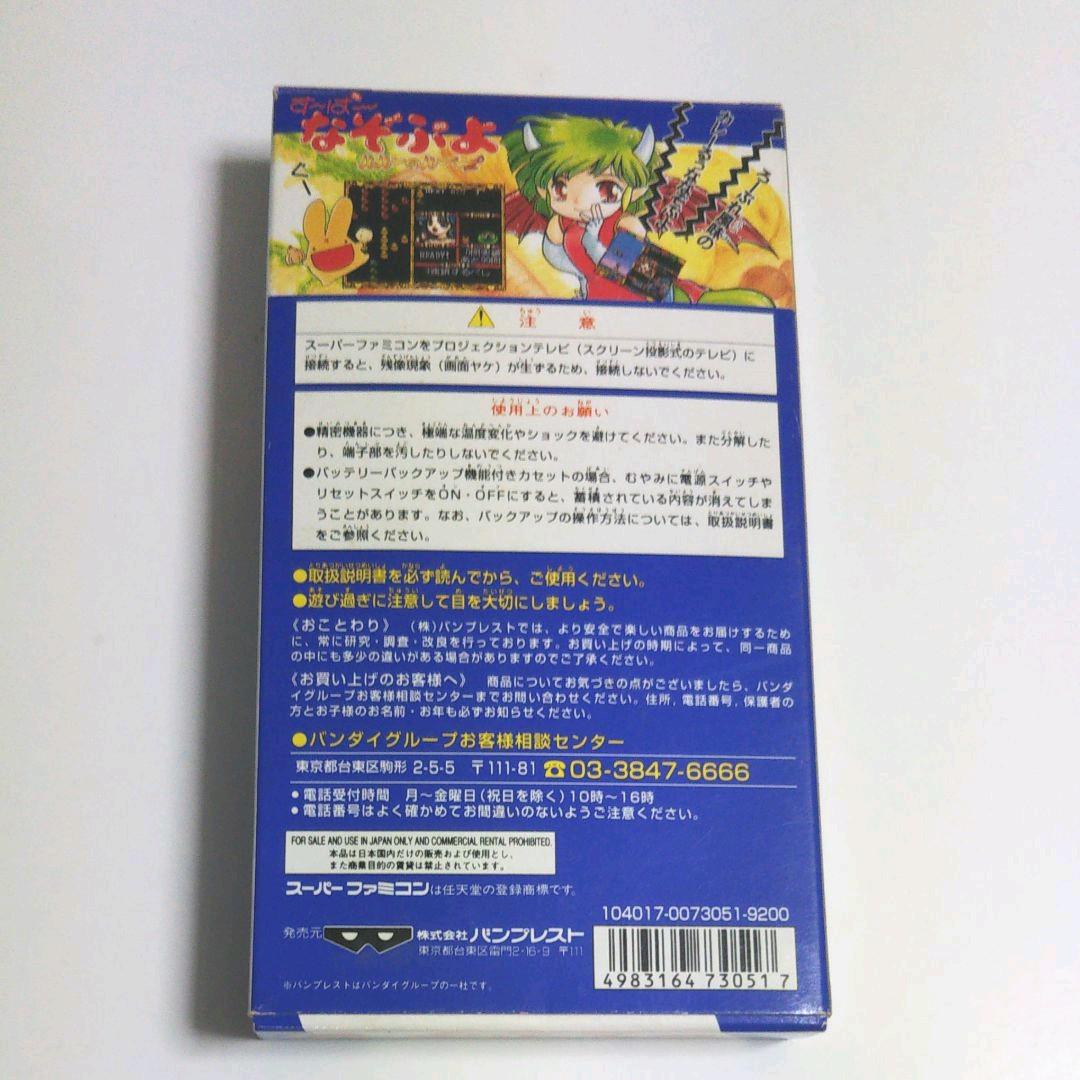 す〜ぱ〜
なぞぷよ
ぐー
READY!
るーぷれ風味の
注意
スーパーファミコンをプロジェクションテレビ（スクリーン投影式のテレビ）に
接続すると、残像現象（画面ヤケ）が生ずるため、接続しないでください。
使用上のお願い
●精密機器につき、極端な温度変化やショックを避けてください。また分解した
り、端子部を汚したりしないでください。
●バッテリーバックアップ機能付きカセットの場合、むやみに電源スイッチや
リセットスイッチをON・OFFにすると、蓄積されている内容が消えてしま
うことがあります。なお、バックアップの操作方法については、取扱説明書
をご参照ください。
●取扱説明書を必ず読んでから、ご使用ください。
●遊び過ぎに注意して目を大切にしましょう。
《おことわり》 （株）バンプレストでは、より安全で楽しい商品をお届けするため
に、常に研究・調査・改良を行っております。お買い上げの時期によって、同一商品
の中にも多少の違いがある場合がありますのでご了承ください。
《お買い上げのお客様へ》 商品についてお気づきの点がございましたら、バンダ
イグループお客様相談センターまでお問い合わせください。住所，電話番号，保護者の
方とお子様のお名前・お年も必ずお知らせください。
●バンダイグループお客様相談センター
東京都台東区駒形 2-5-5 〒111-81 ☎03-3847-6666
• 電話受付時間 月〜金曜日（祝日を除く）10時〜16時
• 電話番号はよく確かめてお間違いのないようご注意ください。
FOR SALE AND USE IN JAPAN ONLY AND COMMERCIAL RENTAL PROHIBITED.
本品は日本国内だけの販売および使用とし、
また商業目的の賃貸は禁止されています。
スーパーファミコンは任天堂の登録商標です。
104017-0073051-9200
発売元 株式会社 バンプレスト
東京都台東区雷門2-16-9 〒111
4983164 730517
※バンプレストはバンダイグループの一社です。